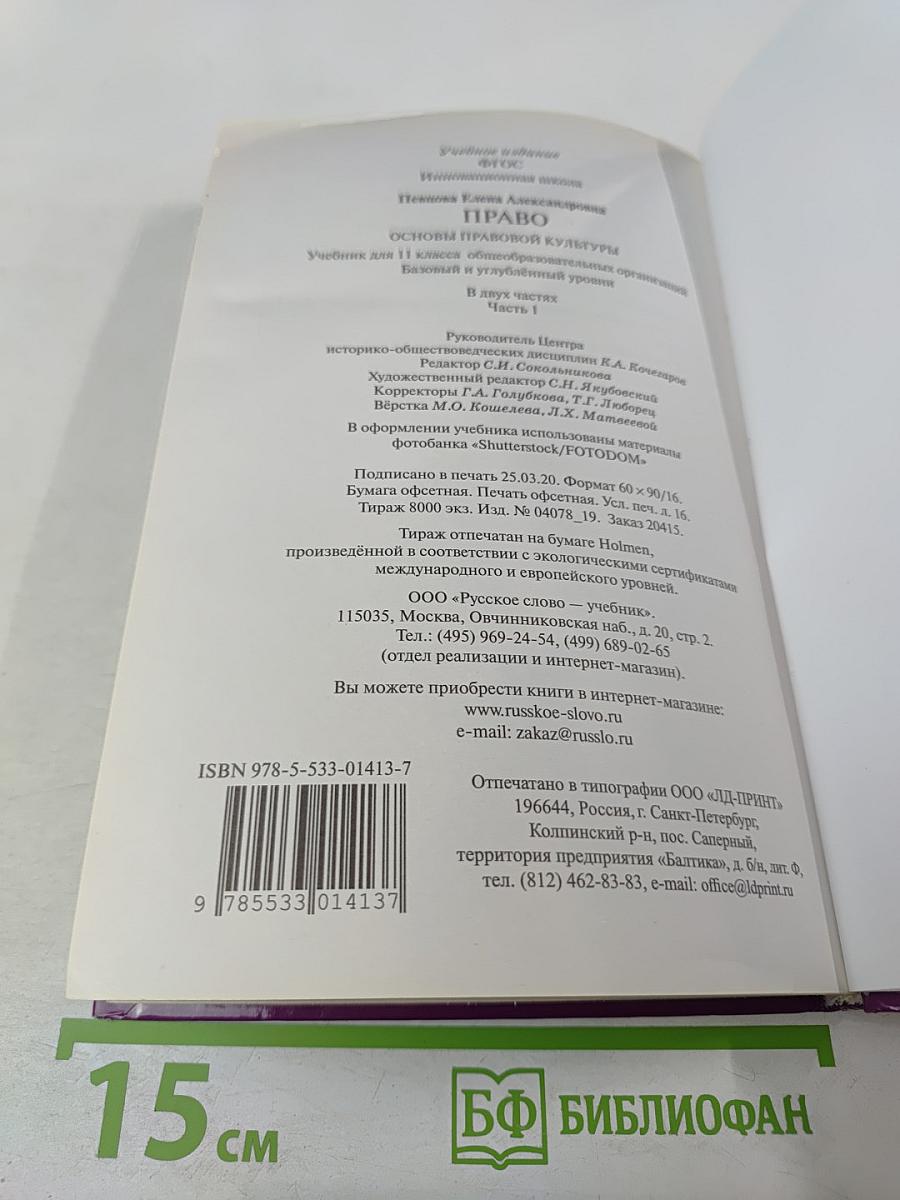 Учебное издание
ФГОС
Инновационная школа
Певцова Елена Александровна
ПРАВО
ОСНОВЫ ПРАВОВОЙ КУЛЬТУРЫ
Учебник для 11 класса общеобразовательных организаций
Базовый и углублённый уровни
В двух частях
Часть 1
Руководитель Центра
историко-обществоведческих дисциплин К.А. Кочегаров
Редактор С.И. Сокольникова
Художественный редактор С.Н. Якубовский
Корректоры Г.А. Голубкова, Т.Г. Люборец
Вёрстка М.О. Кошелева, Л.Х. Матвеевой
В оформлении учебника использованы материалы
фотобанка «Shutterstock/FOTODOM»
Подписано в печать 25.03.20. Формат 60 × 90/16.
Бумага офсетная. Печать офсетная. Усл. печ. л. 16.
Тираж 8000 экз. Изд. № 04078_19. Заказ 20415.
Тираж отпечатан на бумаге Holmen,
произведённой в соответствии с экологическими сертификатами
международного и европейского уровней.
ООО «Русское слово — учебник».
115035, Москва, Овчинниковская наб., д. 20, стр. 2.
Тел.: (495) 969-24-54, (499) 689-02-65
(отдел реализации и интернет-магазин).
Вы можете приобрести книги в интернет-магазине:
www.russkoe-slovo.ru
e-mail: zakaz@russlo.ru
ISBN 978-5-533-01413-7
9 785533 014137
Отпечатано в типографии ООО «ЛД-ПРИНТ»
196644, Россия, г. Санкт-Петербург,
Колпинский р-н, пос. Саперный,
территория предприятия «Балтика», д. б/н, лит. Ф,
тел. (812) 462-83-83, e-mail: office@ldprint.ru
15 см
БФ БИБЛИОФАН